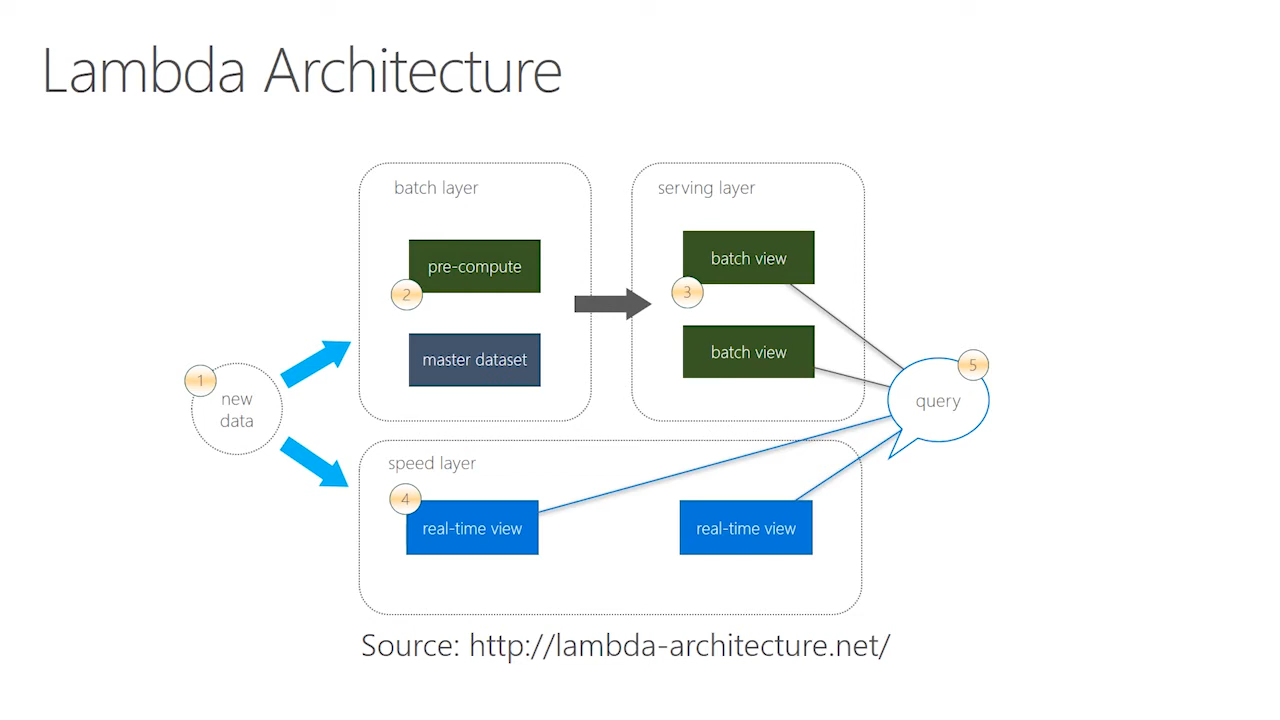 Lambda Architecture
batch layer
serving layer
pre-compute
batch view
2
3
master dataset
batch view
1
new
data
5
query
speed layer
4
real-time view
real-time view
Source: http://lambda-architecture.net/